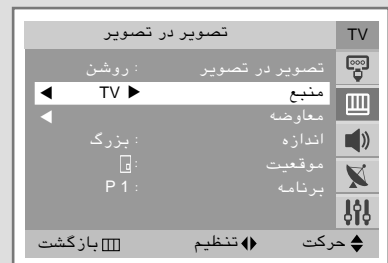 تصویر در تصویر
TV
تصویر در تصویر : روشن
منبع ◀ TV ▶
معاوضه ◀
اندازه : بزرگ
موقعیت :
برنامه : P 1
حرکت تنظیم بازگشت